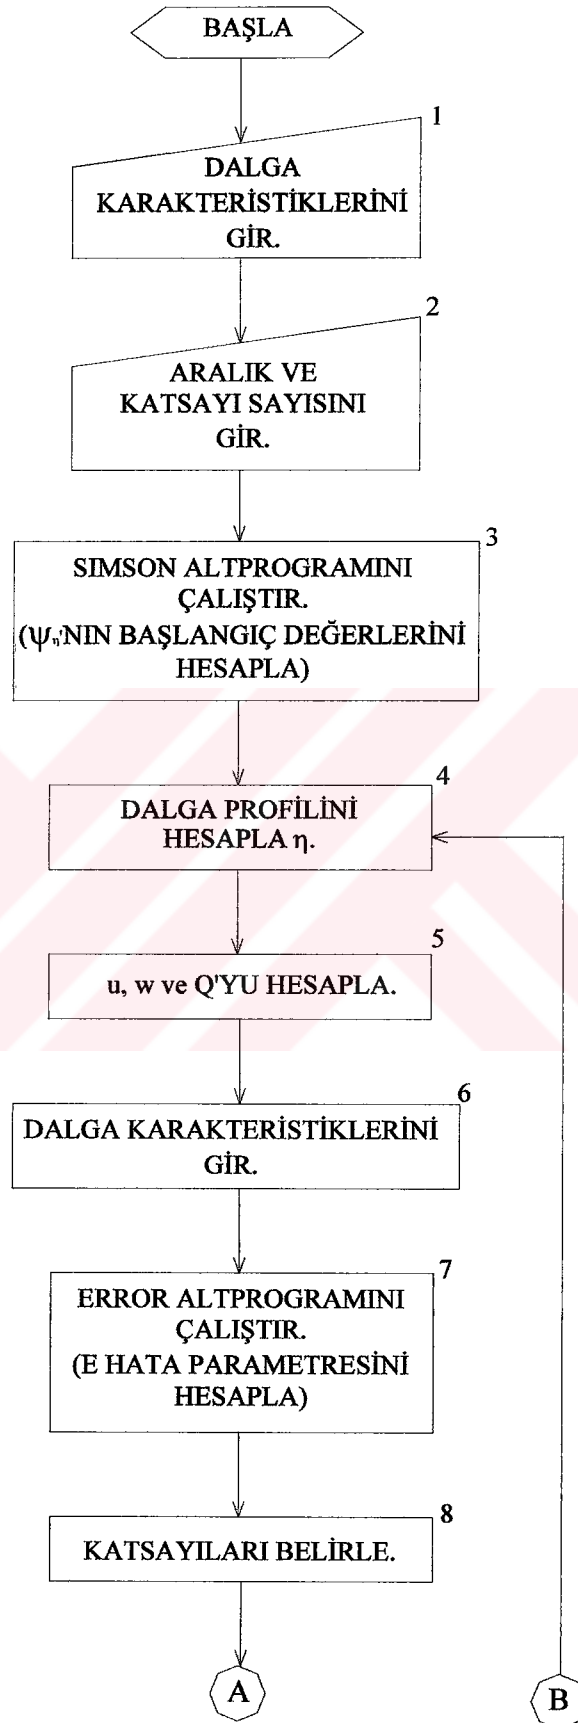 BAŞLA
1
DALGA
KARAKTERİSTİKLERİNİ
GİR.
2
ARALIK VE
KATSAYI SAYISINI
GİR.
3
SIMSON ALTPROGRAMINI
ÇALIŞTIR.
(ψη'NIN BAŞLANGIÇ DEĞERLERİNİ
HESAPLA)
4
DALGA PROFİLİNİ
HESAPLA η.
5
u, w ve Q'YU HESAPLA.
6
DALGA KARAKTERİSTİKLERİNİ
GİR.
7
ERROR ALTPROGRAMINI
ÇALIŞTIR.
(E HATA PARAMETRESİNİ
HESAPLA)
8
KATSAYILARI BELİRLE.
A
B